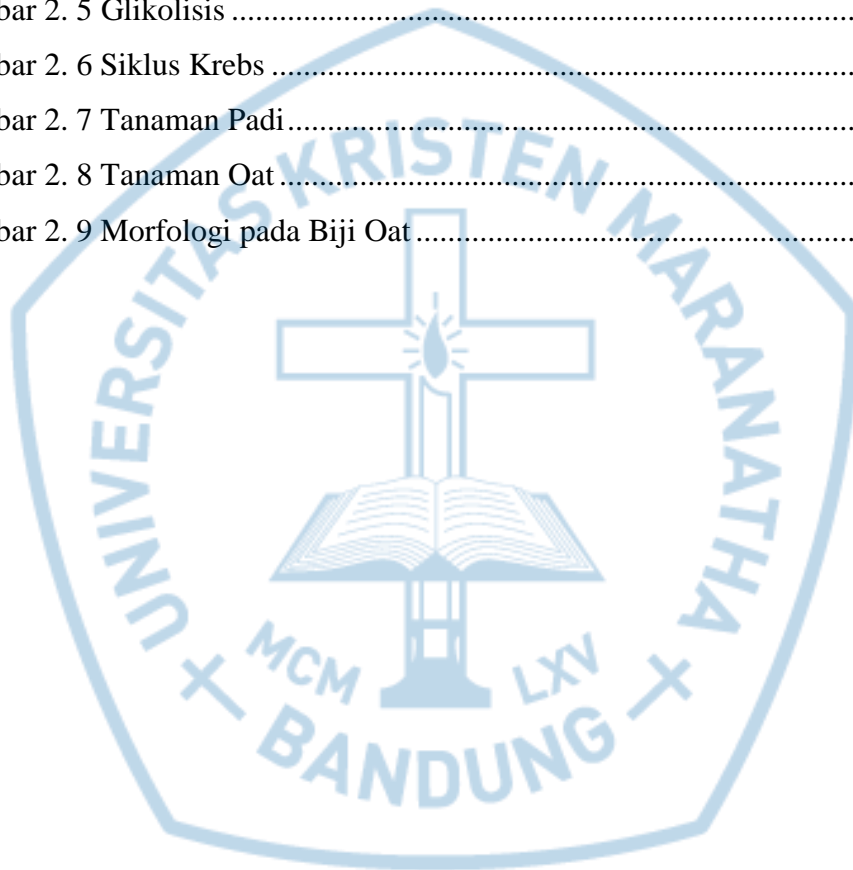 bar 2. 5 Glikolisis ........................................................................................
bar 2. 6 Siklus Krebs ..................................................................................
bar 2. 7 Tanaman Padi ................................................................................
bar 2. 8 Tanaman Oat .................................................................................
bar 2. 9 Morfologi pada Biji Oat ...............................................................
UNIVERSITAS KRISTEN MARANATHA
MCM LXV
BANDUNG